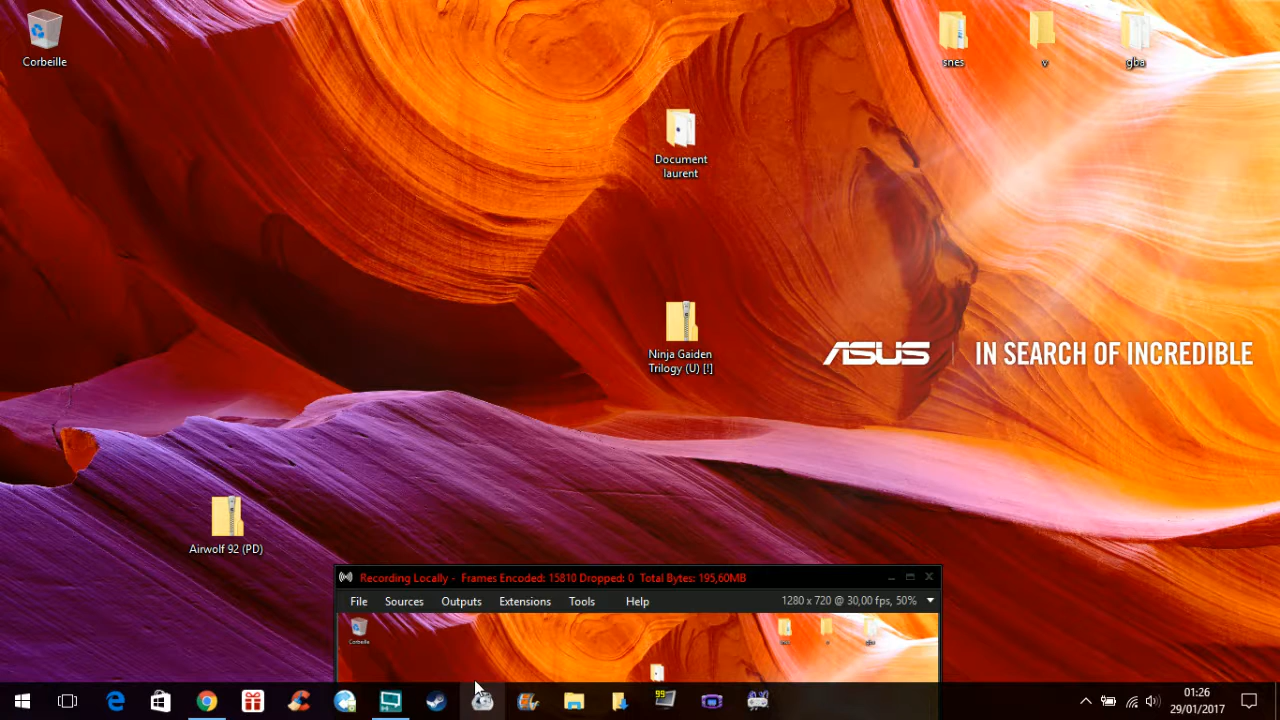 Corbeille
snes
v
gba
Document
laurent
Ninja Gaiden
Trilogy (U) [!]
ASUS IN SEARCH OF INCREDIBLE
Airwolf 92 (PD)
Recording Locally - Frames Encoded: 15810 Dropped: 0 Total Bytes: 195,60MB
File Sources Outputs Extensions Tools Help 1280 x 720 @ 30,00 fps, 50%
Corbeille
99
01:26
29/01/2017